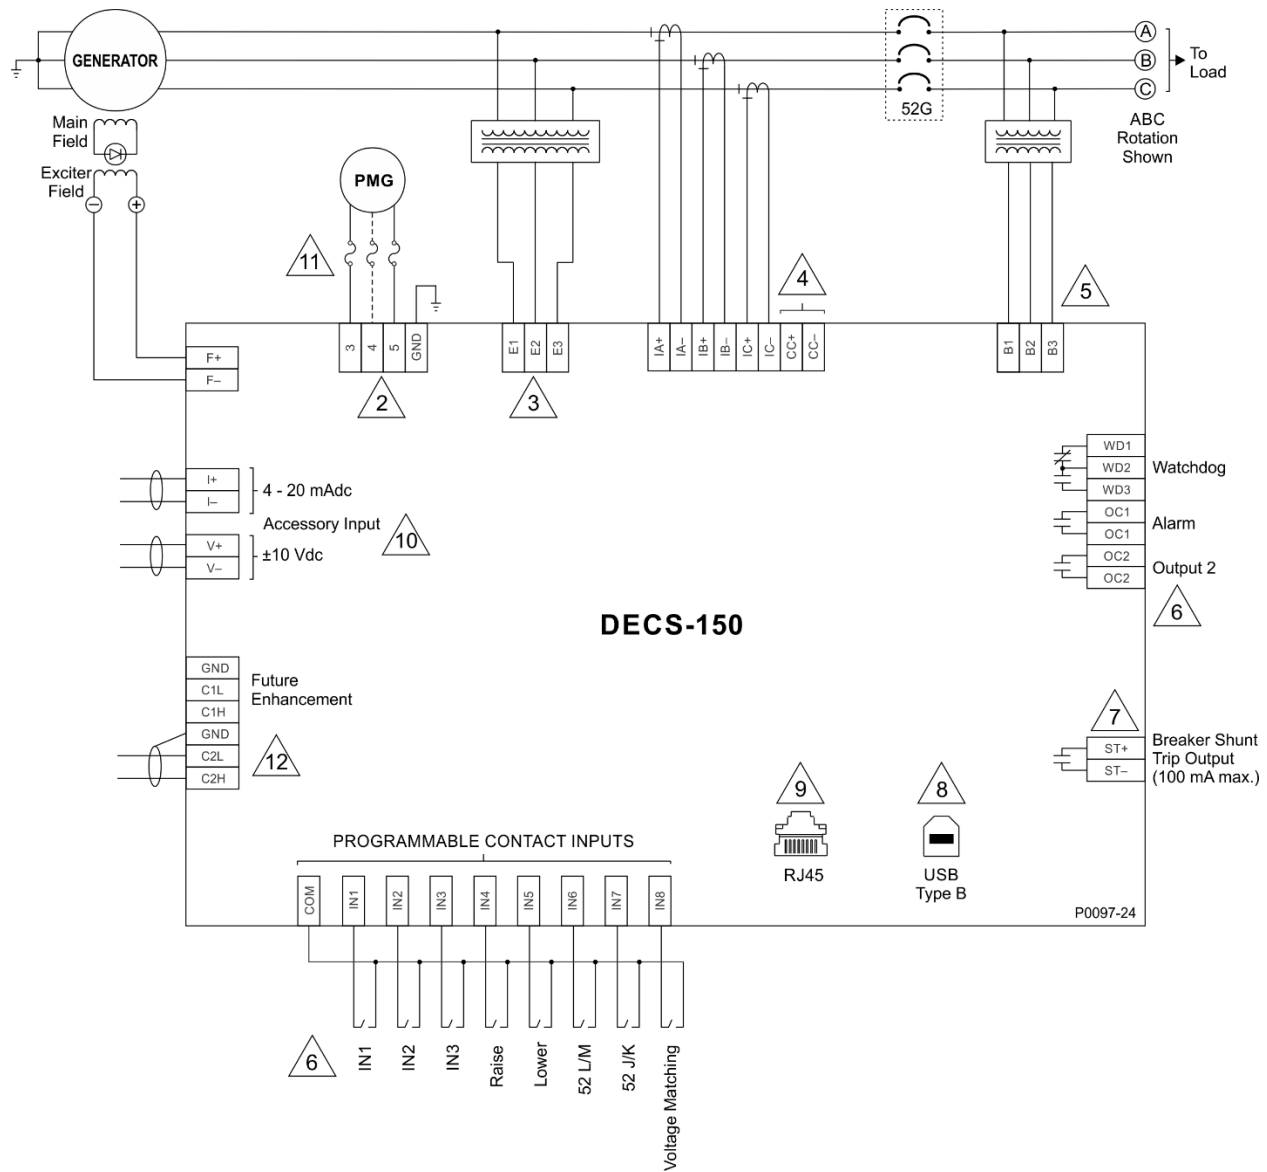 GENERATOR
A
B
C
To
Load
52G
ABC
Rotation
Shown
Main
Field
Exciter
Field
PMG
11
4
5
3
4
5
GND
E1
E2
E3
IA+
IA–
IB+
IB–
IC+
IC–
CC+
CC–
B1
B2
B3
F+
F–
2
3
I+
I–
4 - 20 mAdc
Accessory Input
10
V+
V–
±10 Vdc
WD1
WD2
WD3
Watchdog
OC1
OC1
Alarm
OC2
OC2
Output 2
6
DECS-150
GND
C1L
C1H
GND
C2L
C2H
Future
Enhancement
12
7
ST+
ST–
Breaker Shunt
Trip Output
(100 mA max.)
9
RJ45
8
USB
Type B
PROGRAMMABLE CONTACT INPUTS
COM
IN1
IN2
IN3
IN4
IN5
IN6
IN7
IN8
P0097-24
6
IN1
IN2
IN3
Raise
Lower
52 L/M
52 J/K
Voltage Matching